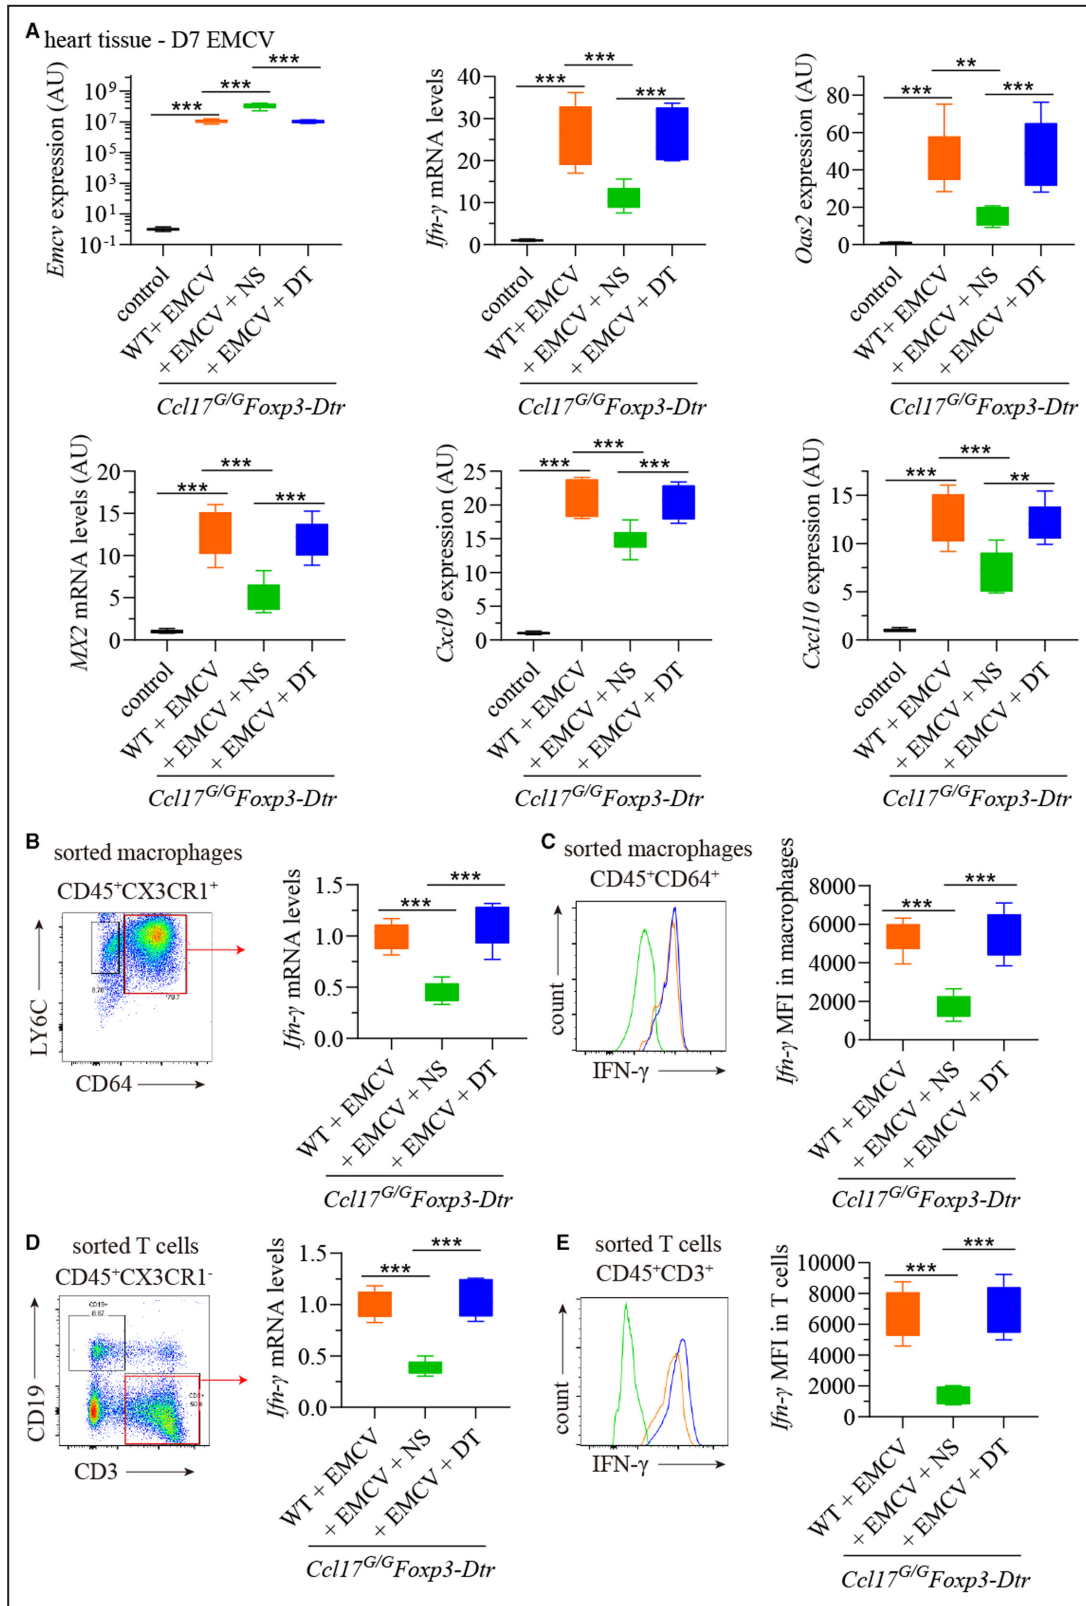 A heart tissue - D7 EMCV
Emcv expression (AU)
10⁹
10⁷
10⁵
10³
10¹
10⁻¹
***
***
***
control
WT+ EMCV
+ EMCV + NS
+ EMCV + DT
Ccl17^G/G Foxp3-Dtr
Ifn-γ mRNA levels
40
30
20
10
0
***
***
***
control
WT + EMCV
+ EMCV + NS
+ EMCV + DT
Ccl17^G/G Foxp3-Dtr
Oas2 expression (AU)
80
60
40
20
0
***
**
***
control
WT + EMCV
+ EMCV + NS
+ EMCV + DT
Ccl17^G/G Foxp3-Dtr
MX2 mRNA levels (AU)
20
15
10
5
0
***
***
***
control
WT + EMCV
+ EMCV + NS
+ EMCV + DT
Ccl17^G/G Foxp3-Dtr
Cxcl9 expression (AU)
25
20
15
10
5
0
***
***
***
control
WT + EMCV
+ EMCV + NS
+ EMCV + DT
Ccl17^G/G Foxp3-Dtr
Cxcl10 expression (AU)
15
10
5
0
***
***
**
control
WT + EMCV
+ EMCV + NS
+ EMCV + DT
Ccl17^G/G Foxp3-Dtr
B
sorted macrophages
CD45⁺CX3CR1⁺
LY6C
CD64
Ifn-γ mRNA levels
1.5
1.0
0.5
0.0
***
***
WT + EMCV
+ EMCV + NS
+ EMCV + DT
Ccl17^G/G Foxp3-Dtr
C
sorted macrophages
CD45⁺CD64⁺
count
IFN-γ
Ifn-γ MFI in macrophages
8000
6000
4000
2000
0
***
***
WT + EMCV
+ EMCV + NS
+ EMCV + DT
Ccl17^G/G Foxp3-Dtr
D
sorted T cells
CD45⁺CX3CR1⁻
CD19+
CD19
CD3
Ifn-γ mRNA levels
1.5
1.0
0.5
0.0
***
***
WT + EMCV
+ EMCV + NS
+ EMCV + DT
Ccl17^G/G Foxp3-Dtr
E
sorted T cells
CD45⁺CD3⁺
count
IFN-γ
Ifn-γ MFI in T cells
10000
8000
6000
4000
2000
0
***
***
WT + EMCV
+ EMCV + NS
+ EMCV + DT
Ccl17^G/G Foxp3-Dtr